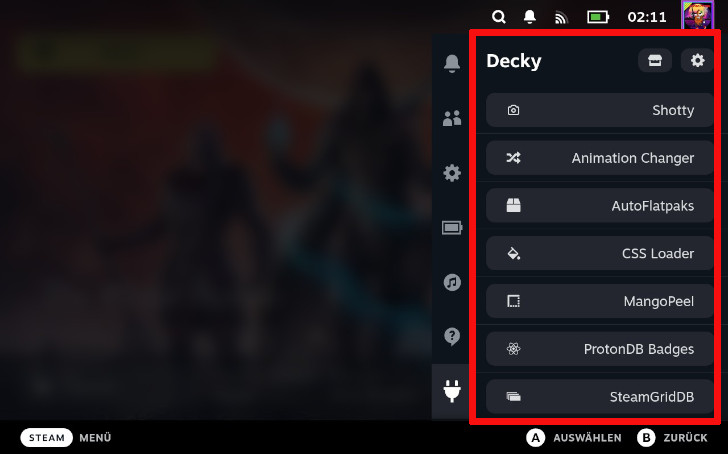 02:11
Decky
Shotty
Animation Changer
AutoFlatpaks
CSS Loader
MangoPeel
ProtonDB Badges
SteamGridDB
STEAM MENÜ A AUSWÄHLEN B ZURÜCK